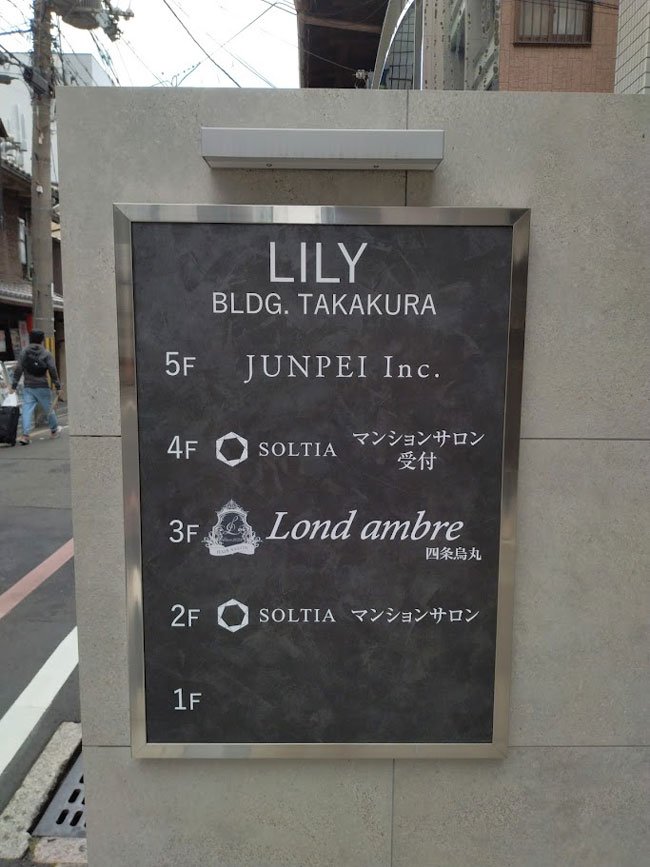 LILY
BLDG. TAKAKURA
5F JUNPEI Inc.
4F SOLTIA マンションサロン
受付
3F Lond ambre
四条烏丸
2F SOLTIA マンションサロン
1F